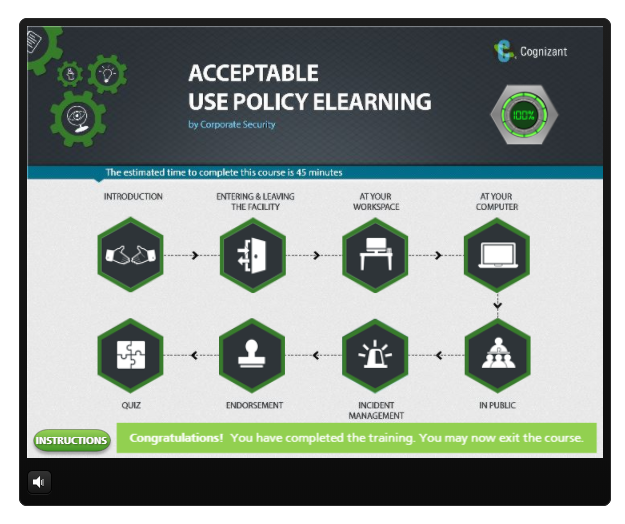 Cognizant
ACCEPTABLE
USE POLICY ELEARNING
by Corporate Security
100%
The estimated time to complete this course is 45 minutes
INTRODUCTION
ENTERING & LEAVING
THE FACILITY
AT YOUR
WORKSPACE
AT YOUR
COMPUTER
QUIZ
ENDORSEMENT
INCIDENT
MANAGEMENT
IN PUBLIC
INSTRUCTIONS
Congratulations! You have completed the training. You may now exit the course.